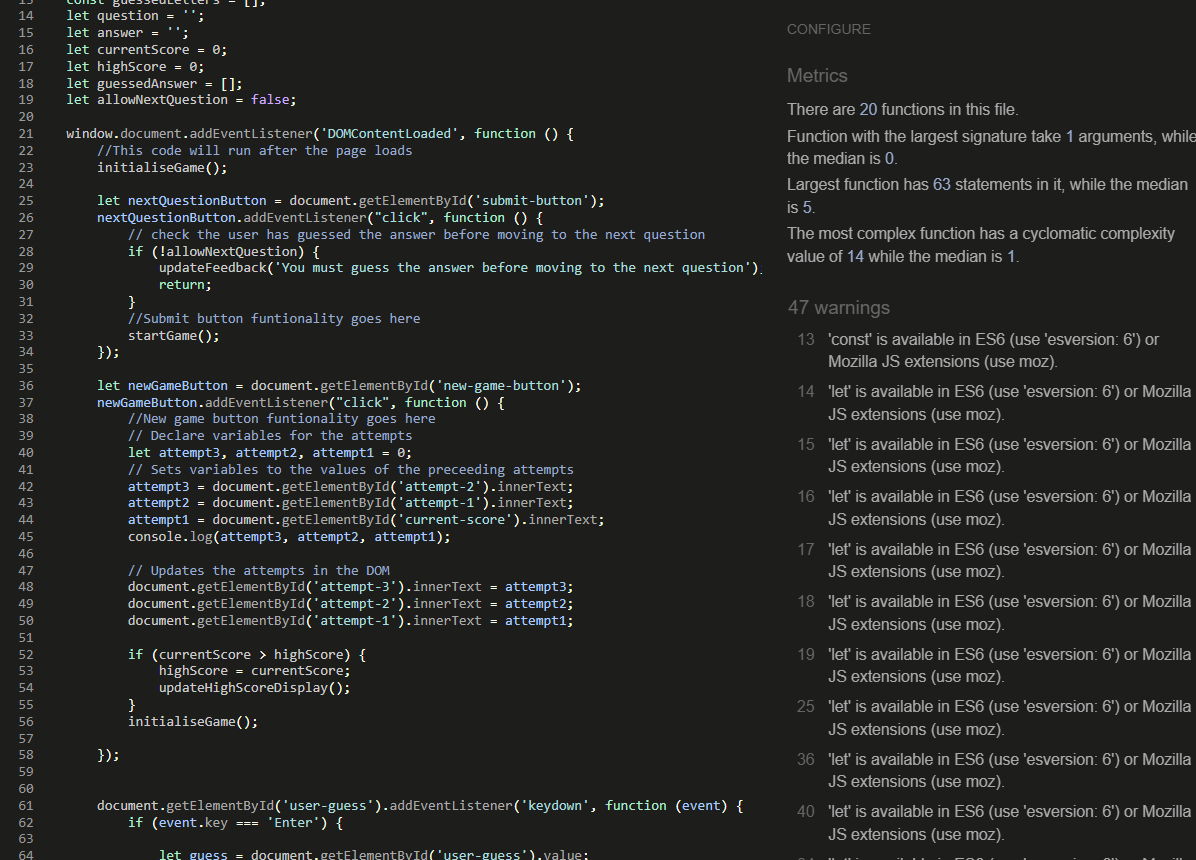 13 const guessedLetters = [];
14 let question = '';
15 let answer = '';
16 let currentScore = 0;
17 let highScore = 0;
18 let guessedAnswer = [];
19 let allowNextQuestion = false;
20
21 window.document.addEventListener('DOMContentLoaded', function () {
22 //This code will run after the page loads
23 initialiseGame();
24
25 let nextQuestionButton = document.getElementById('submit-button');
26 nextQuestionButton.addEventListener("click", function () {
27 // check the user has guessed the answer before moving to the next question
28 if (!allowNextQuestion) {
29 updateFeedback('You must guess the answer before moving to the next question')
30 return;
31 }
32 //Submit button funtionality goes here
33 startGame();
34 });
35
36 let newGameButton = document.getElementById('new-game-button');
37 newGameButton.addEventListener("click", function () {
38 //New game button funtionality goes here
39 // Declare variables for the attempts
40 let attempt3, attempt2, attempt1 = 0;
41 // Sets variables to the values of the preceeding attempts
42 attempt3 = document.getElementById('attempt-2').innerText;
43 attempt2 = document.getElementById('attempt-1').innerText;
44 attempt1 = document.getElementById('current-score').innerText;
45 console.log(attempt3, attempt2, attempt1);
46
47 // Updates the attempts in the DOM
48 document.getElementById('attempt-3').innerText = attempt3;
49 document.getElementById('attempt-2').innerText = attempt2;
50 document.getElementById('attempt-1').innerText = attempt1;
51
52 if (currentScore > highScore) {
53 highScore = currentScore;
54 updateHighScoreDisplay();
55 }
56 initialiseGame();
57
58 });
59
60
61 document.getElementById('user-guess').addEventListener('keydown', function (event) {
62 if (event.key === 'Enter') {
63
64 let guess = document.getElementById('user-guess').value;
CONFIGURE
Metrics
There are 20 functions in this file.
Function with the largest signature take 1 arguments, while
the median is 0.
Largest function has 63 statements in it, while the median
is 5.
The most complex function has a cyclomatic complexity
value of 14 while the median is 1.
47 warnings
13 'const' is available in ES6 (use 'esversion: 6') or
Mozilla JS extensions (use moz).
14 'let' is available in ES6 (use 'esversion: 6') or Mozilla
JS extensions (use moz).
15 'let' is available in ES6 (use 'esversion: 6') or Mozilla
JS extensions (use moz).
16 'let' is available in ES6 (use 'esversion: 6') or Mozilla
JS extensions (use moz).
17 'let' is available in ES6 (use 'esversion: 6') or Mozilla
JS extensions (use moz).
18 'let' is available in ES6 (use 'esversion: 6') or Mozilla
JS extensions (use moz).
19 'let' is available in ES6 (use 'esversion: 6') or Mozilla
JS extensions (use moz).
25 'let' is available in ES6 (use 'esversion: 6') or Mozilla
JS extensions (use moz).
36 'let' is available in ES6 (use 'esversion: 6') or Mozilla
JS extensions (use moz).
40 'let' is available in ES6 (use 'esversion: 6') or Mozilla
JS extensions (use moz).